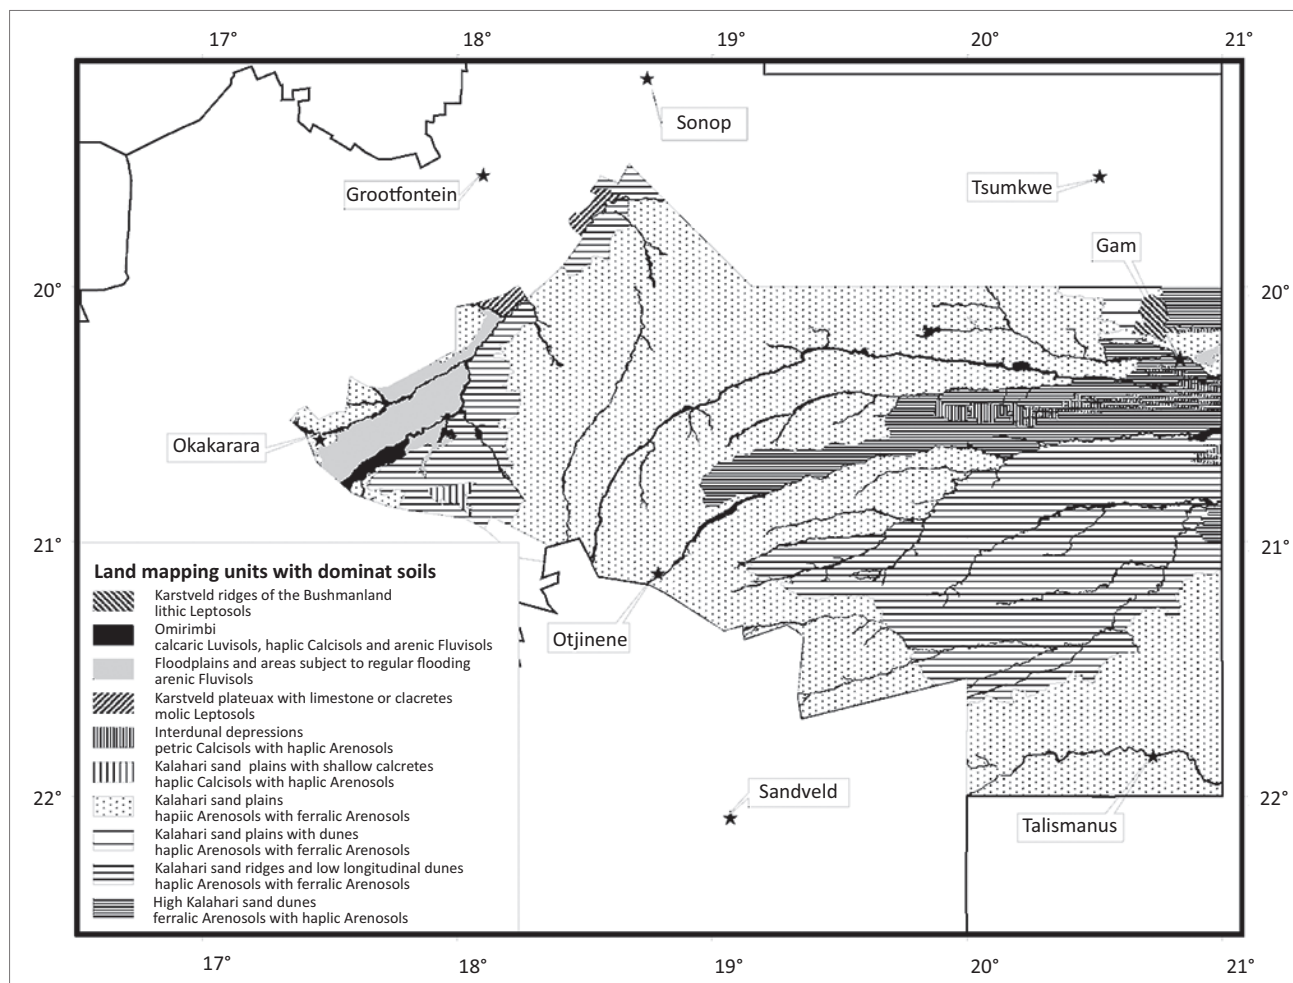 17° 18° 19° 20° 21°
Sonop
Grootfontein
Tsumkwe
Gam
20° 20°
Okakarara
21° 21°
Otjinene
Land mapping units with dominat soils
Karstveld ridges of the Bushmanland
lithic Leptosols
Omirimbi
calcaric Luvisols, haplic Calcisols and arenic Fluvisols
Floodplains and areas subject to regular flooding
arenic Fluvisols
Karstveld plateuax with limestone or clacretes
molic Leptosols
Interdunal depressions
petric Calcisols with haplic Arenosols
Kalahari sand plains with shallow calcretes
haplic Calcisols with haplic Arenosols
Kalahari sand plains
hapiic Arenosols with ferralic Arenosols
Kalahari sand plains with dunes
haplic Arenosols with ferralic Arenosols
Kalahari sand ridges and low longitudinal dunes
haplic Arenosols with ferralic Arenosols
High Kalahari sand dunes
ferralic Arenosols with haplic Arenosols
Sandveld
22° 22°
Talismanus
17° 18° 19° 20° 21°